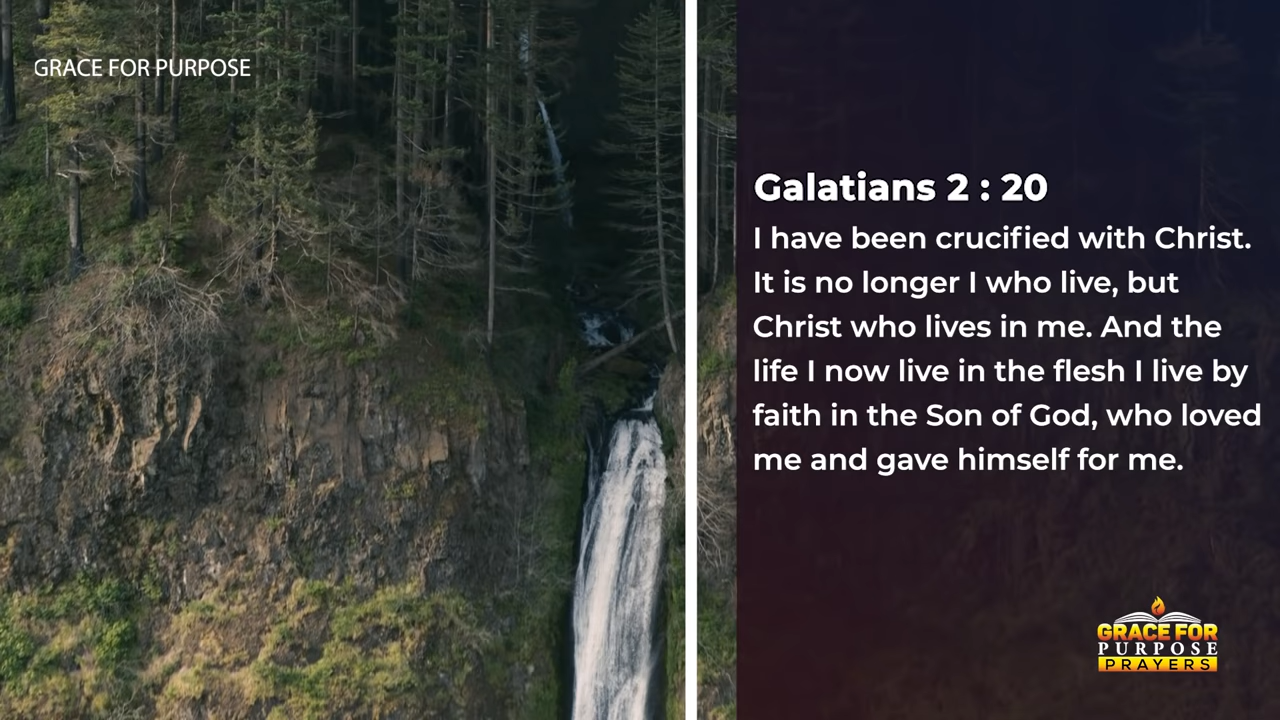 GRACE FOR PURPOSE
Galatians 2 : 20
I have been crucified with Christ.
It is no longer I who live, but
Christ who lives in me. And the
life I now live in the flesh I live by
faith in the Son of God, who loved
me and gave himself for me.
GRACE FOR
PURPOSE
PRAYERS